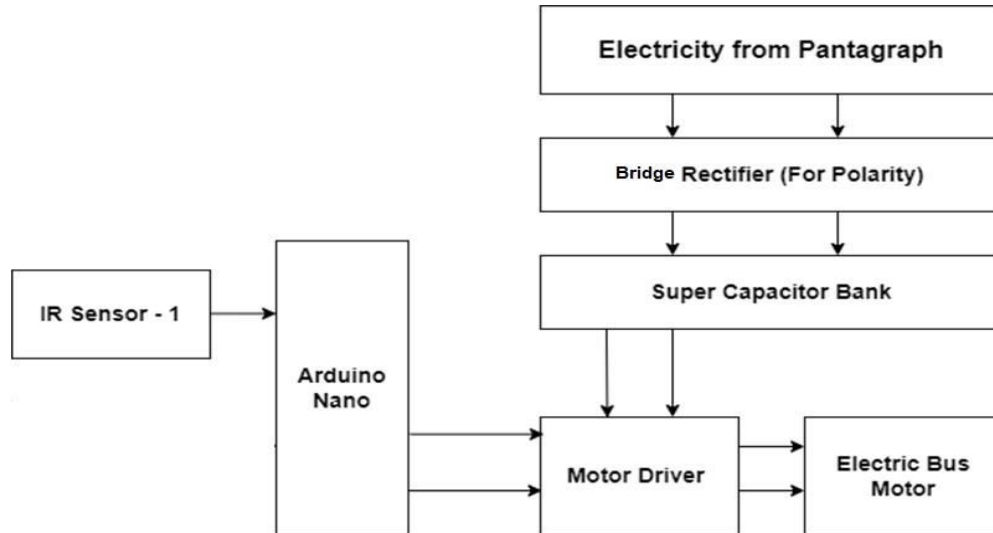 Electricity from Pantagraph
Bridge Rectifier (For Polarity)
Super Capacitor Bank
IR Sensor - 1
Arduino
Nano
Motor Driver
Electric Bus
Motor